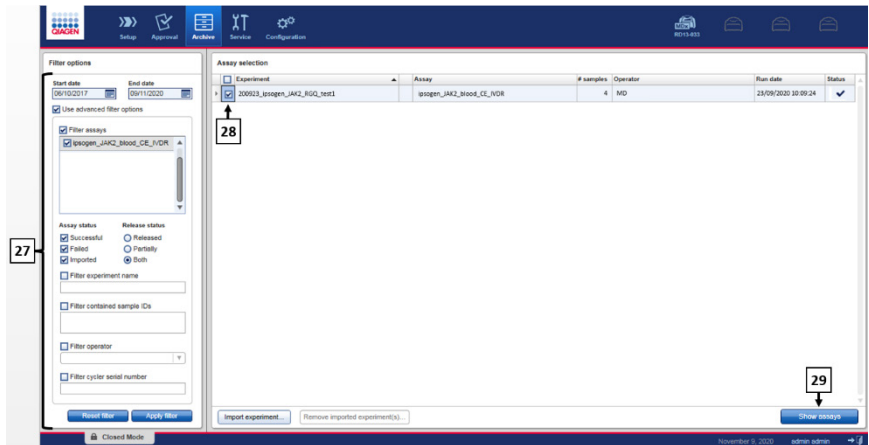 QIAGEN
Setup Approval Archive Service Configuration
RD13-033
Filter options
Start date End date
06/10/2017 09/11/2020
Use advanced filter options
Filter assays
ipsogen_JAK2_blood_CE_IVDR
Assay status Release status
Successful Released
Failed Partially
Imported Both
Filter experiment name
Filter contained sample IDs
Filter operator
Filter cycler serial number
Reset filter Apply filter
Closed Mode
27
Assay selection
Experiment Assay # samples Operator Run date Status
200923_ipsogen_JAK2_RGQ_test1 ipsogen_JAK2_blood_CE_IVDR 4 MD 23/09/2020 10:09:24
28
29
Import experiment... Remove imported experiment(s)... Show assays
November 9, 2020 admin admin